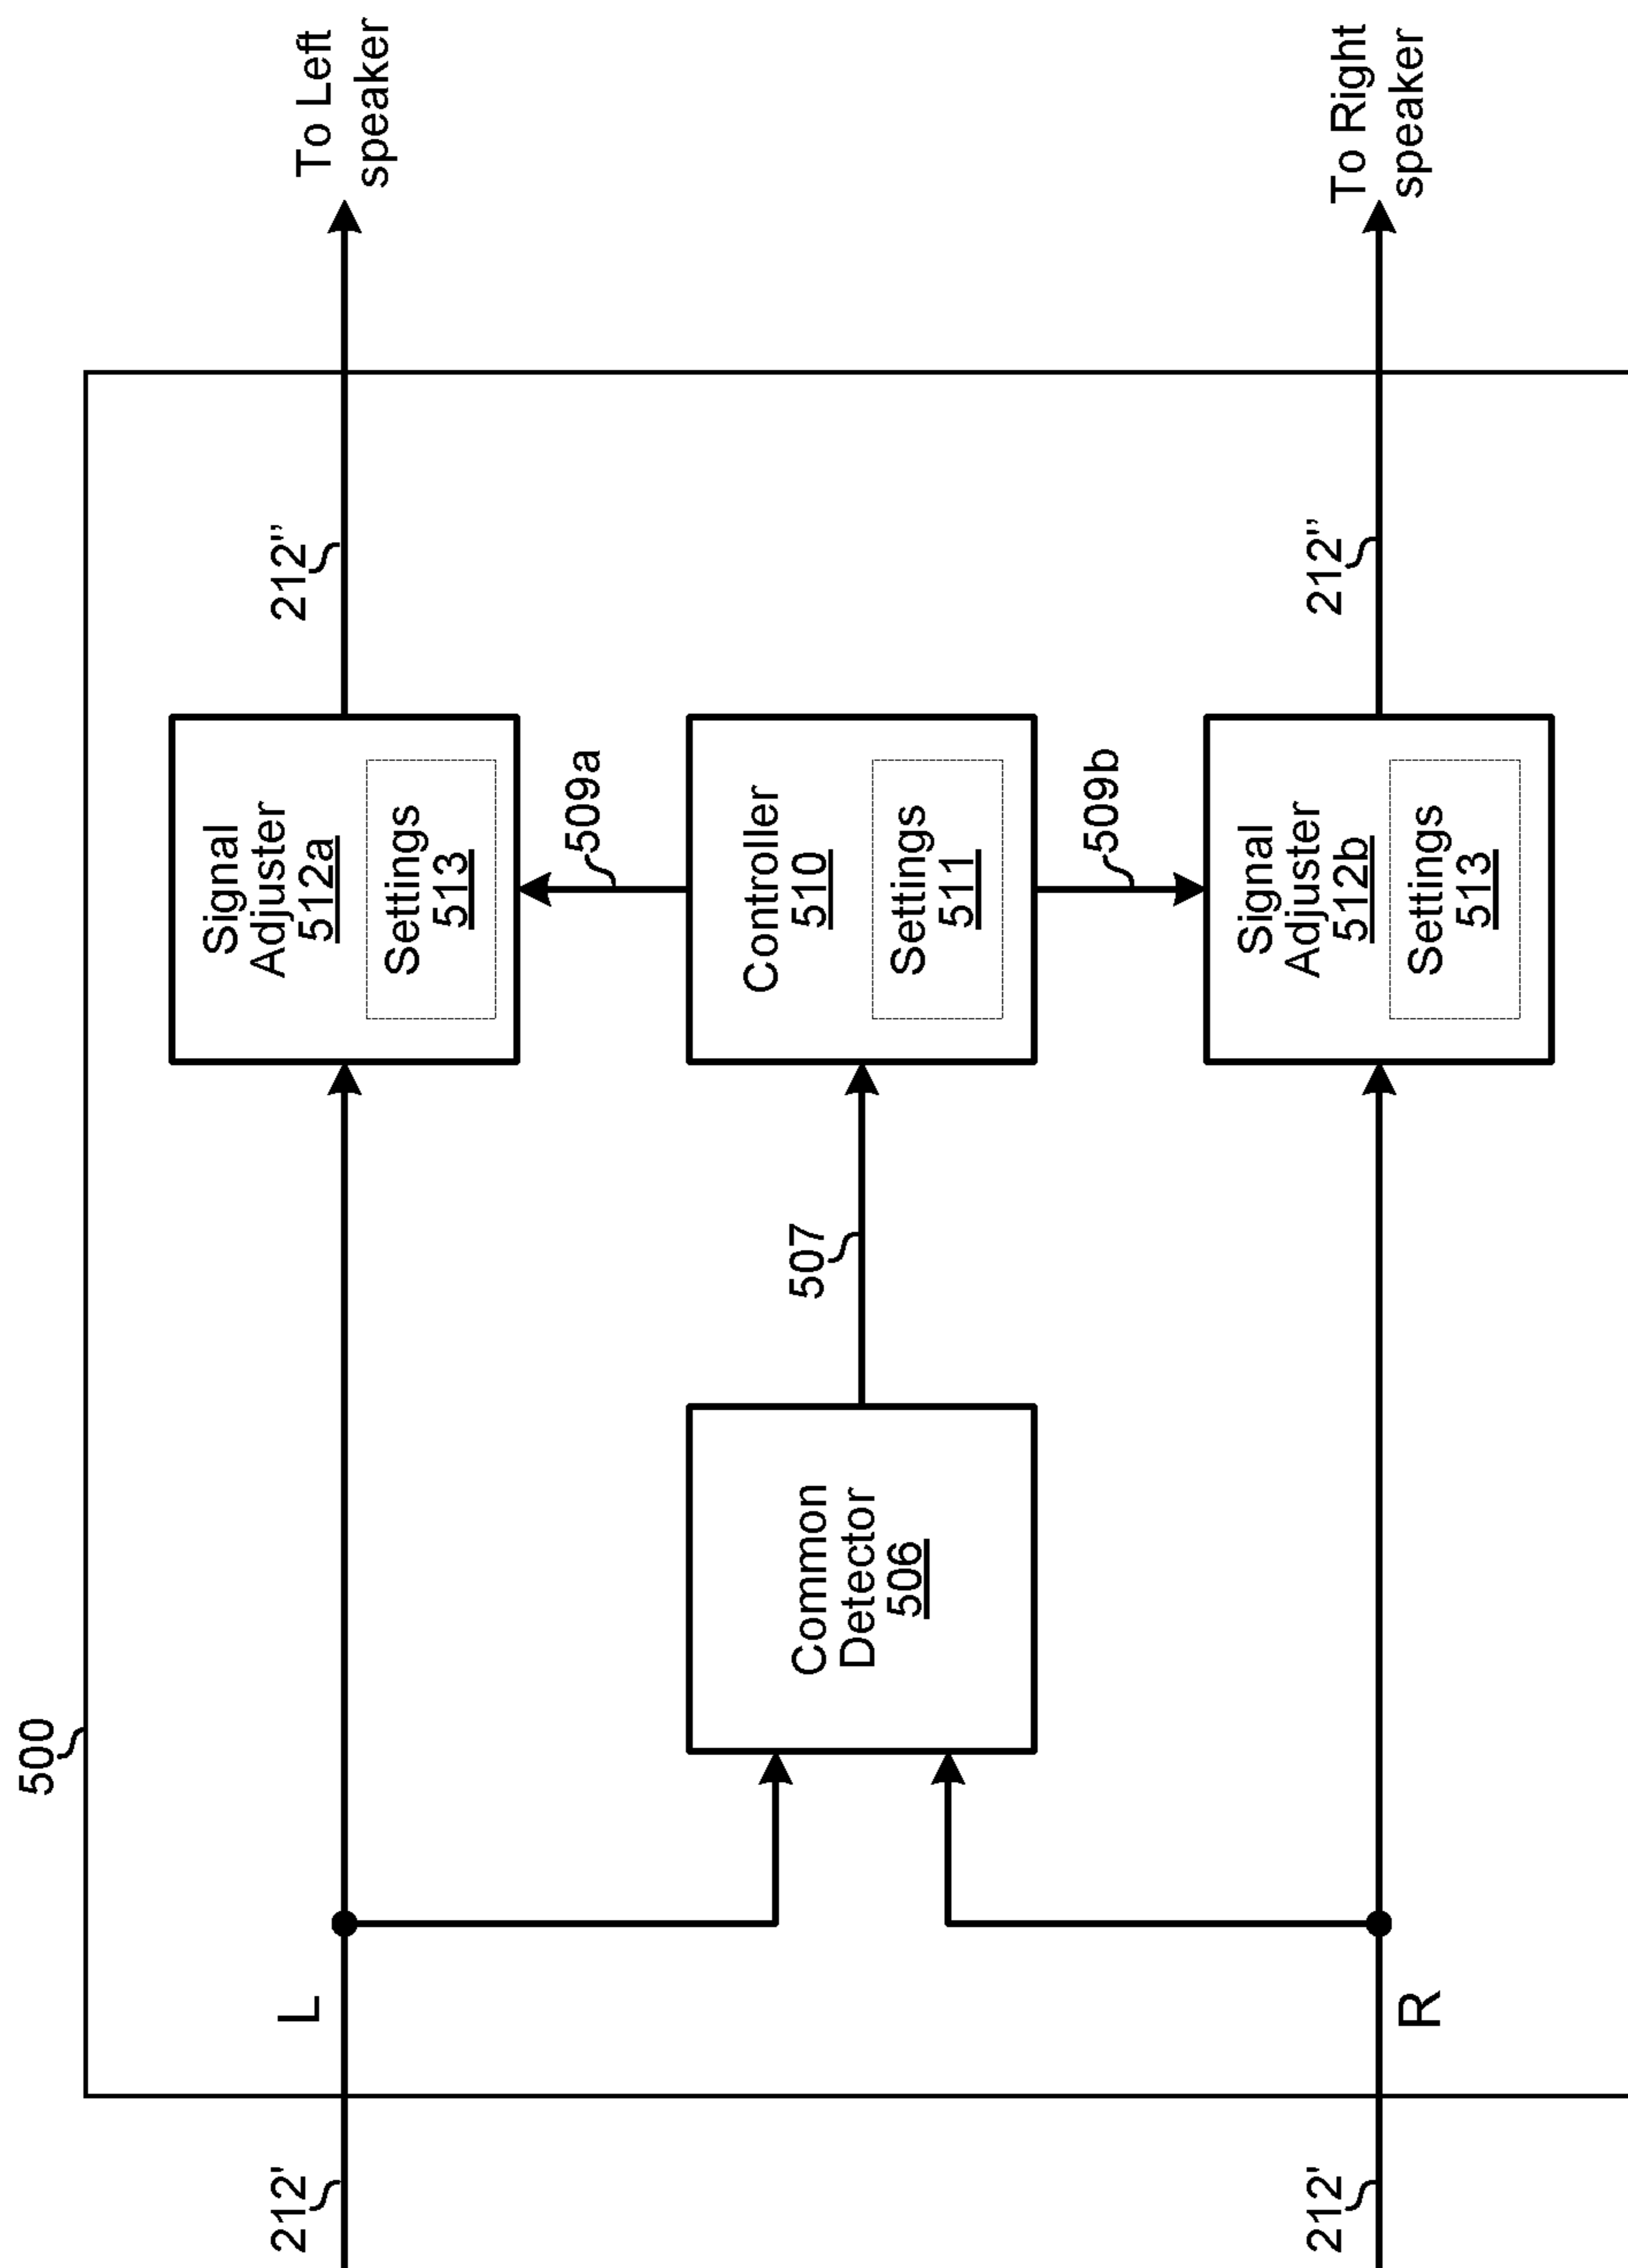 500
212'
L
212"
To Left
speaker
Signal
Adjuster
512a
Settings
513
509a
Common
Detector
506
507
Controller
510
Settings
511
509b
Signal
Adjuster
512b
Settings
513
212'
R
212"
To Right
speaker